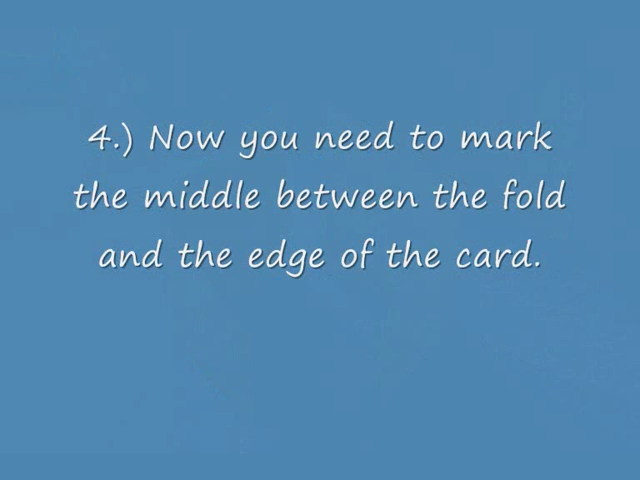 4.) Now you need to mark
the middle between the fold
and the edge of the card.